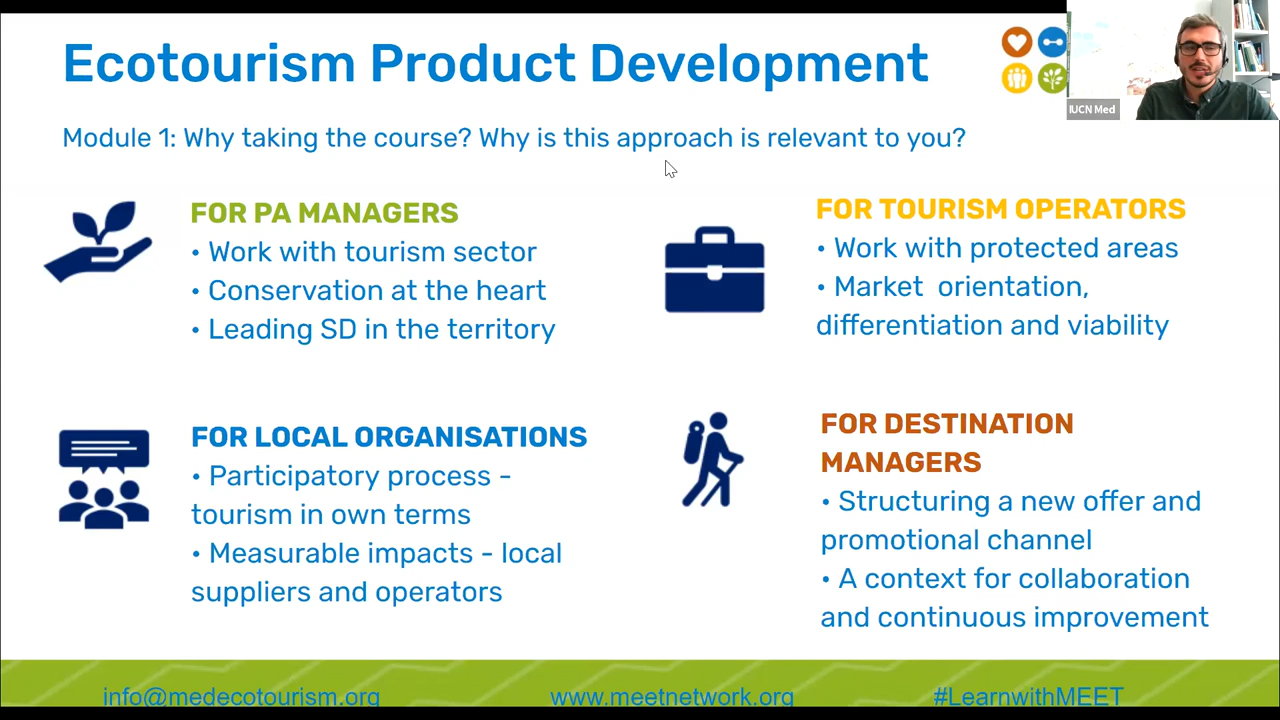 Ecotourism Product Development
IUCN Med
Module 1: Why taking the course? Why is this approach is relevant to you?
FOR PA MANAGERS
• Work with tourism sector
• Conservation at the heart
• Leading SD in the territory
FOR TOURISM OPERATORS
• Work with protected areas
• Market orientation,
differentiation and viability
FOR LOCAL ORGANISATIONS
• Participatory process -
tourism in own terms
• Measurable impacts - local
suppliers and operators
FOR DESTINATION
MANAGERS
• Structuring a new offer and
promotional channel
• A context for collaboration
and continuous improvement
info@medecotourism.org
www.meetnetwork.org
#LearnwithMEET